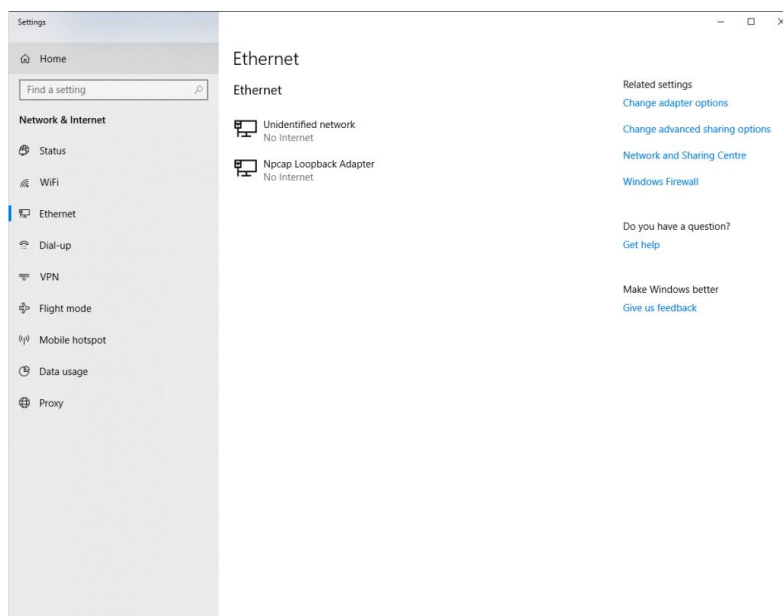 Settings
Home
Find a setting
Network & Internet
Status
WiFi
Ethernet
Dial-up
VPN
Flight mode
Mobile hotspot
Data usage
Proxy
Ethernet
Ethernet
Unidentified network
No Internet
Npcap Loopback Adapter
No Internet
Related settings
Change adapter options
Change advanced sharing options
Network and Sharing Centre
Windows Firewall
Do you have a question?
Get help
Make Windows better
Give us feedback